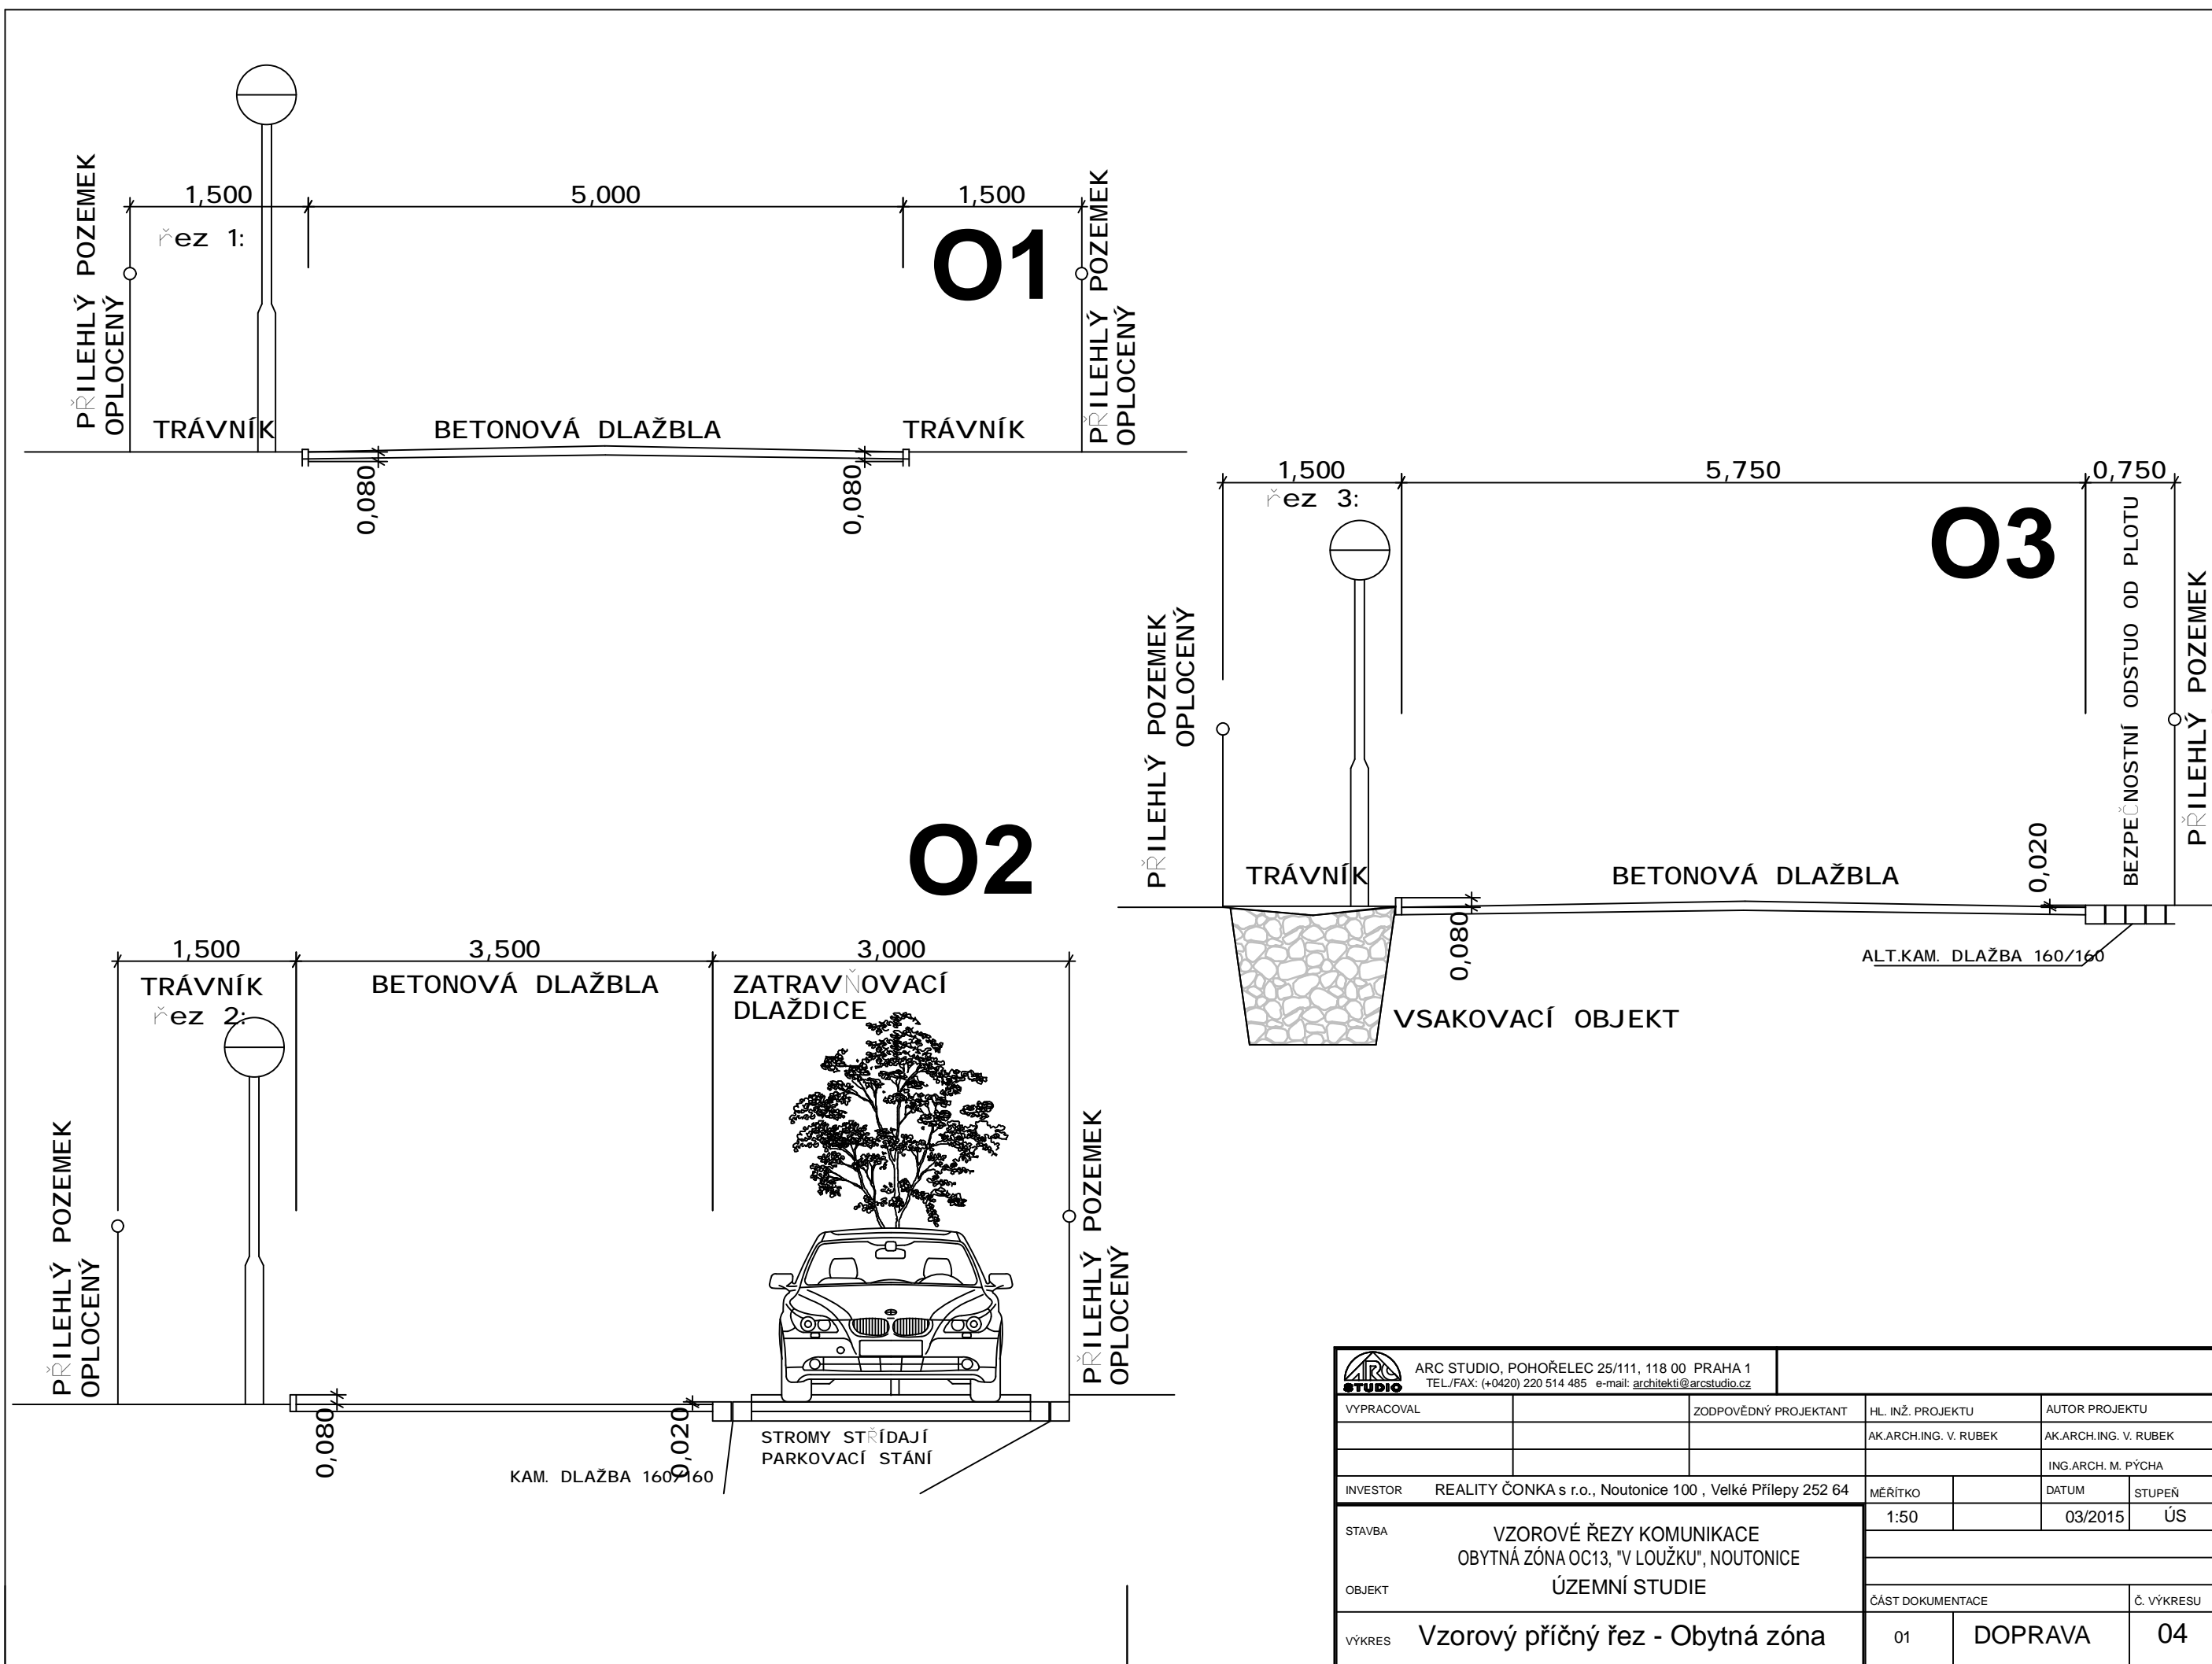 1,500
5,000
1,500
řez 1:
O1
PŘILEHLÝ POZEMEK
OPLOCENÝ
PŘILEHLÝ POZEMEK
OPLOCENÝ
TRÁVNÍK
BETONOVÁ DLAŽBLA
TRÁVNÍK
0,080
0,080
1,500
5,750
0,750
řez 3:
O3
PŘILEHLÝ POZEMEK
OPLOCENÝ
BEZPEČNOSTNÍ ODSTUO OD PLOTU
PŘILEHLÝ POZEMEK
TRÁVNÍK
BETONOVÁ DLAŽBLA
0,020
0,080
ALT.KAM. DLAŽBA 160/160
VSAKOVACÍ OBJEKT
O2
1,500
3,500
3,000
TRÁVNÍK
řez 2:
BETONOVÁ DLAŽBLA
ZATRAVŇOVACÍ
DLAŽDICE
PŘILEHLÝ POZEMEK
OPLOCENÝ
PŘILEHLÝ POZEMEK
OPLOCENÝ
0,080
0,020
STROMY STŘÍDAJÍ
PARKOVACÍ STÁNÍ
KAM. DLAŽBA 160/160
ARC
STUDIO
ARC STUDIO, POHOŘELEC 25/111, 118 00 PRAHA 1
TEL./FAX: (+0420) 220 514 485 e-mail: architekti@arcstudio.cz
VYPRACOVAL
ZODPOVĚDNÝ PROJEKTANT
HL. INŽ. PROJEKTU
AUTOR PROJEKTU
AK.ARCH.ING. V. RUBEK
AK.ARCH.ING. V. RUBEK
ING.ARCH. M. PÝCHA
INVESTOR REALITY ČONKA s r.o., Noutonice 100 , Velké Přílepy 252 64
MĚŘÍTKO
DATUM
STUPEŇ
1:50
03/2015
ÚS
STAVBA
VZOROVÉ ŘEZY KOMUNIKACE
OBYTNÁ ZÓNA OC13, "V LOUŽKU", NOUTONICE
OBJEKT
ÚZEMNÍ STUDIE
ČÁST DOKUMENTACE
Č. VÝKRESU
VÝKRES
Vzorový příčný řez - Obytná zóna
01
DOPRAVA
04